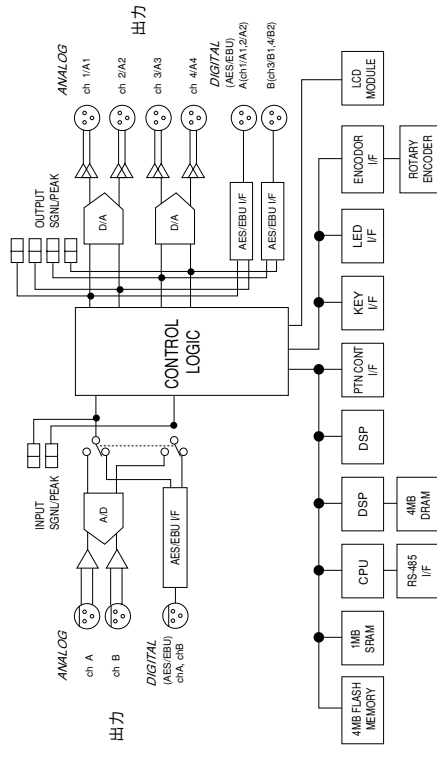 出力
ANALOG
ch A
ch B
DIGITAL
(AES/EBU)
chA, chB
INPUT
SGNL/PEAK
A/D
AES/EBU I/F
CONTROL
LOGIC
OUTPUT
SGNL/PEAK
D/A
D/A
AES/EBU I/F
AES/EBU I/F
出力
ANALOG
ch 1/A1
ch 2/A2
ch 3/A3
ch 4/A4
DIGITAL
(AES/EBU)
A(ch1/A1,2/A2)
B(ch3/B1,4/B2)
4MB FLASH
MEMORY
1MB
SRAM
CPU
RS-485
I/F
DSP
4MB
DRAM
DSP
PTN CONT
I/F
KEY
I/F
LED
I/F
ENCODOR
I/F
ROTARY
ENCODER
LCD
MODULE